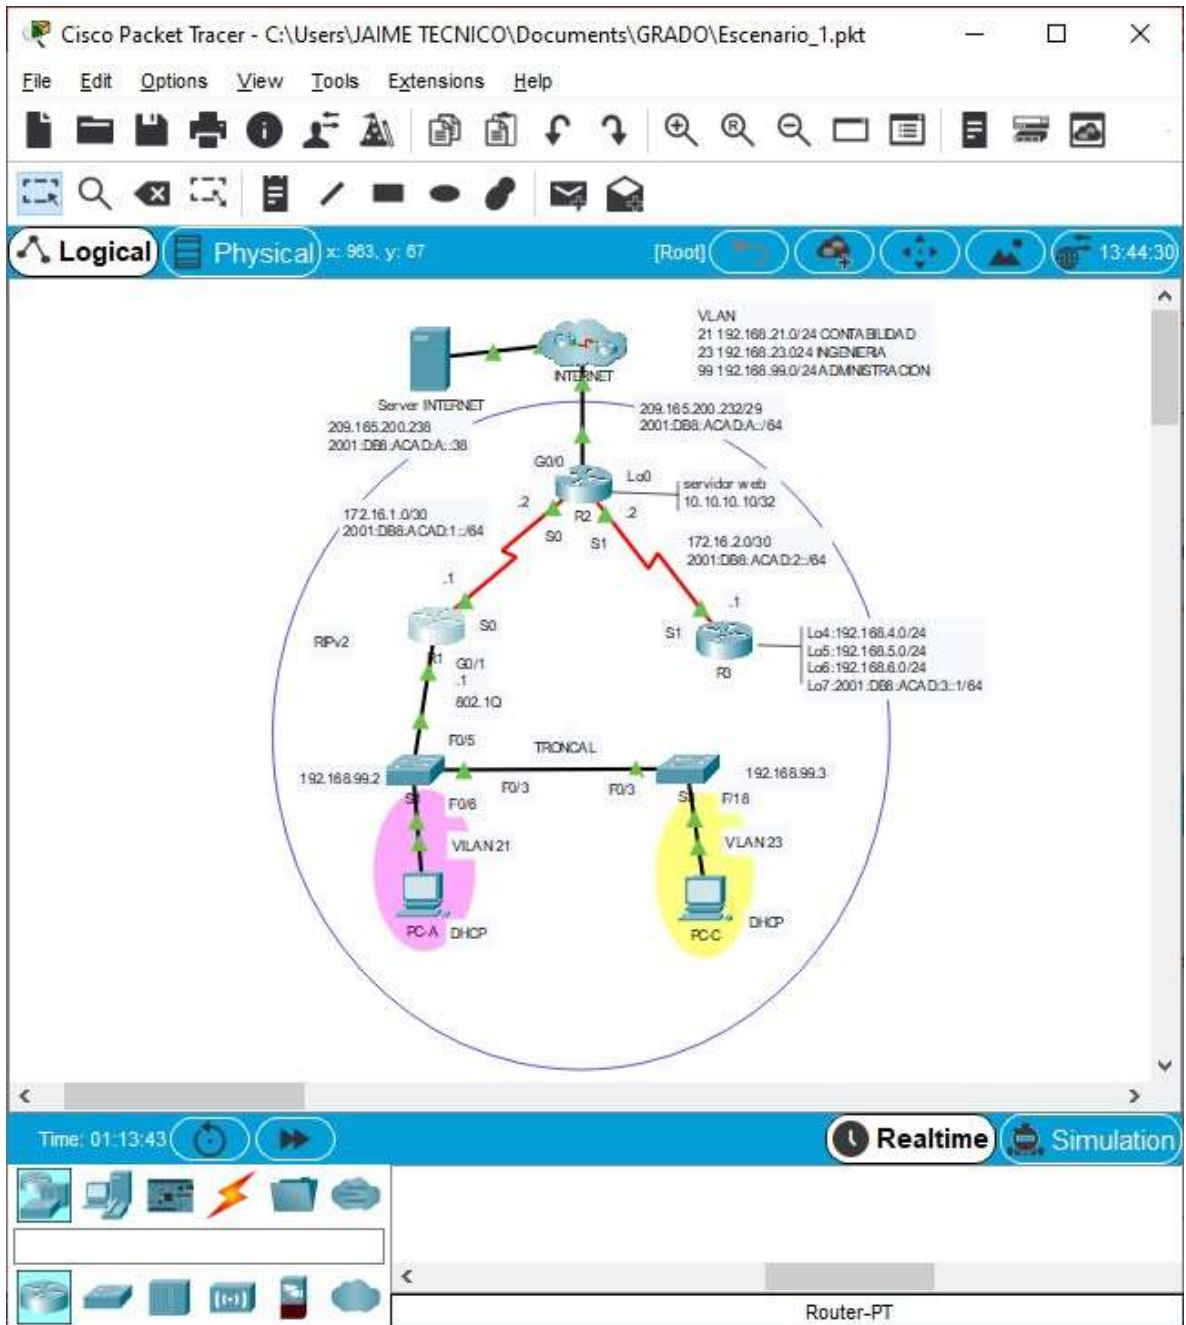 Cisco Packet Tracer - C:\Users\JAIME TECNICO\Documents\GRADO\Escenario_1.pkt
File Edit Options View Tools Extensions Help
Logical
Physical
x: 963, y: 67
[Root]
13:44:30
VLAN
21 192.168.21.0/24 CONTABILIDAD
23 192.168.23.024 INGENERIA
99 192.168.99.0/24 ADMINISTRACION
INTERNET
Server INTERNET
209.165.200.238
2001:DB8:ACAD:A::38
209.165.200.232/29
2001:DB8:ACAD:A::/64
G0/0
Lo0
servidor web
10.10.10.10/32
R2
.2
.2
S0
S1
172.16.1.0/30
2001:DB8:ACAD:1::/64
172.16.2.0/30
2001:DB8:ACAD:2::/64
.1
S0
.1
S1
R3
RIPv2
R1
G0/1
.1
802.1Q
Lo4:192.168.4.0/24
Lo5:192.168.5.0/24
Lo6:192.168.6.0/24
Lo7:2001:DB8:ACAD:3::1/64
F0/5
TRONCAL
192.168.99.2
F0/3
F0/3
192.168.99.3
F0/6
F/18
VILAN 21
VLAN 23
PC-A
DHCP
PC-C
DHCP
Time: 01:13:43
Realtime
Simulation
Router-PT